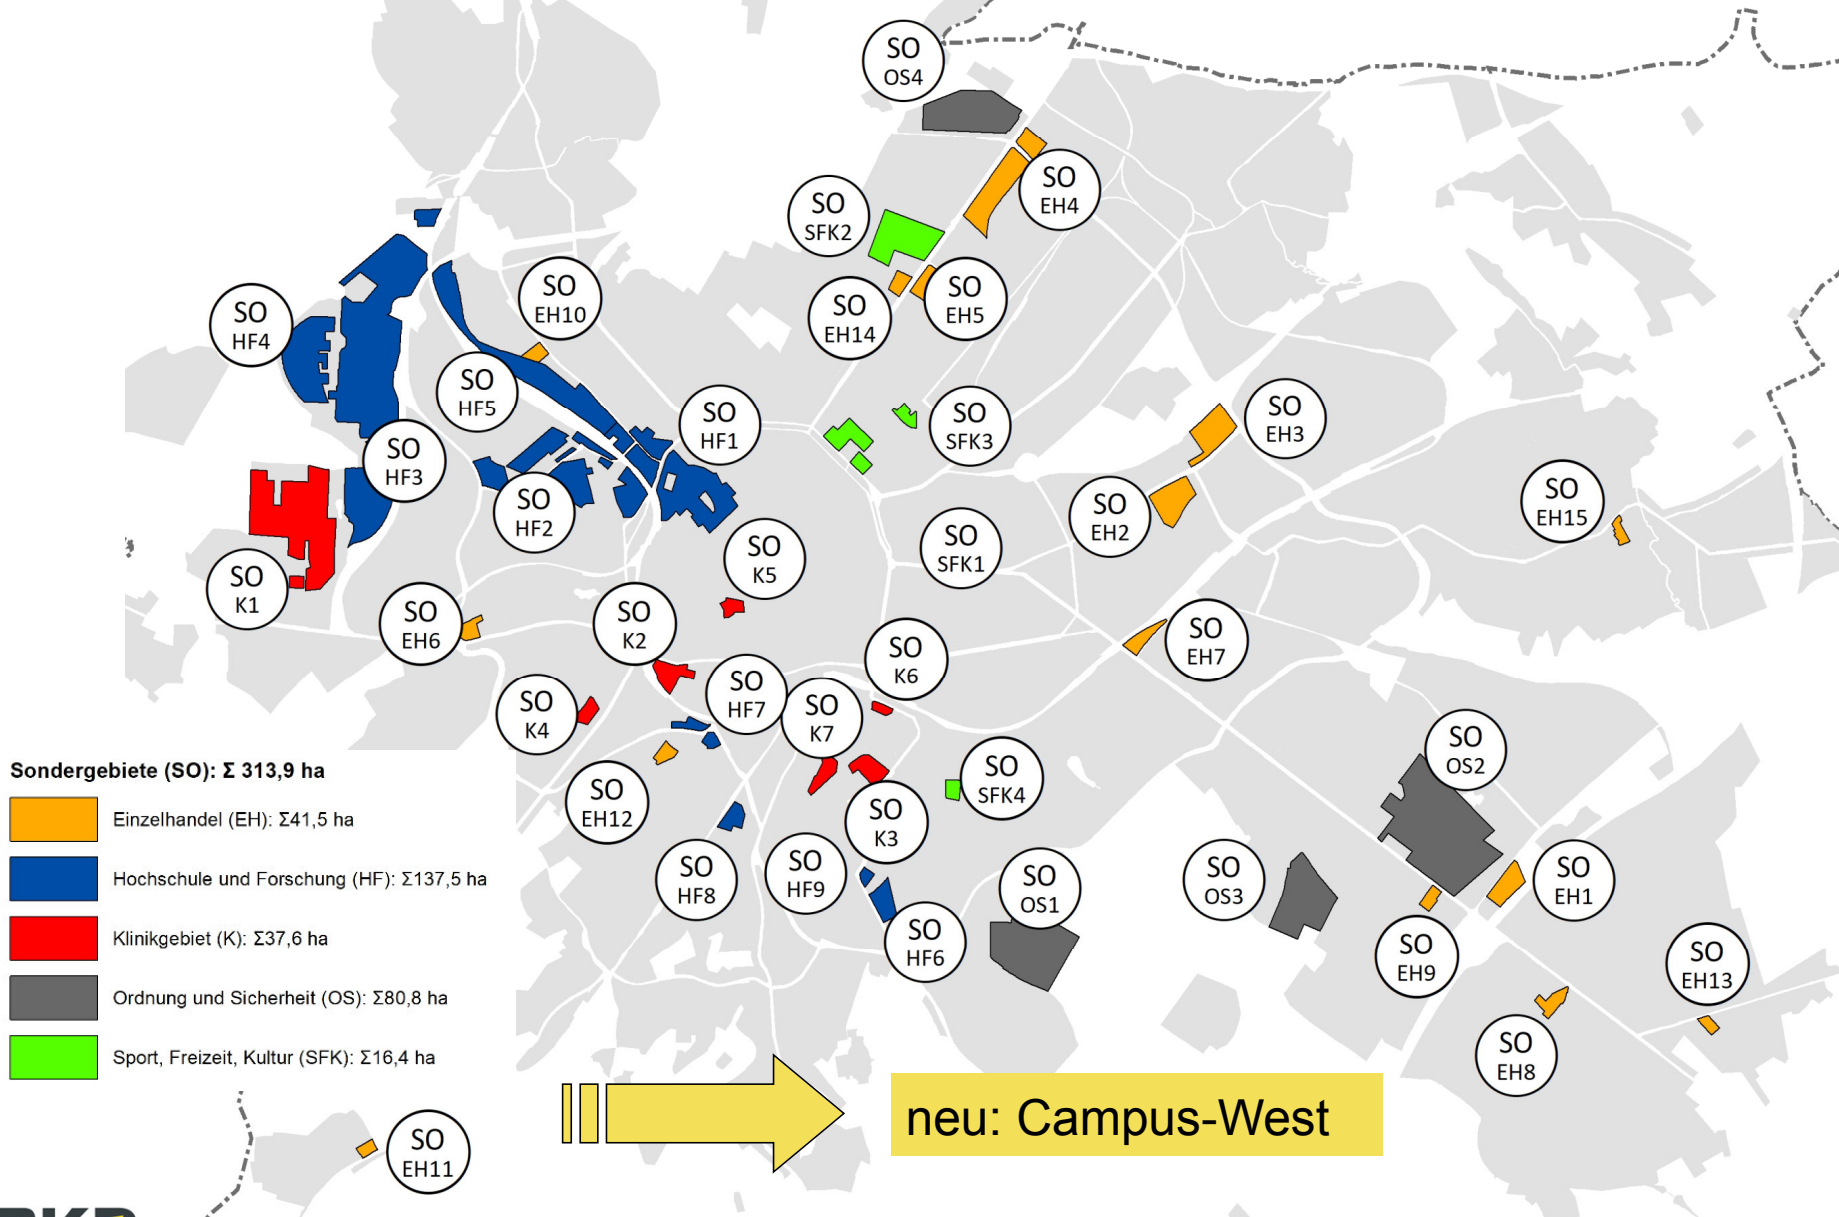 SO
OS4
SO
EH4
SO
SFK2
SO
EH10
SO
EH14
SO
EH5
SO
HF4
SO
HF5
SO
HF1
SO
SFK3
SO
EH3
SO
HF3
SO
HF2
SO
EH2
SO
EH15
SO
K5
SO
SFK1
SO
K1
SO
EH6
SO
K2
SO
K6
SO
EH7
SO
K4
SO
HF7
SO
K7
SO
OS2
SO
SFK4
SO
EH12
SO
K3
SO
HF8
SO
HF9
SO
OS1
SO
OS3
SO
EH1
SO
HF6
SO
EH9
SO
EH13
SO
EH8
SO
EH11
Sondergebiete (SO): Σ 313,9 ha
Einzelhandel (EH): Σ41,5 ha
Hochschule und Forschung (HF): Σ137,5 ha
Klinikgebiet (K): Σ37,6 ha
Ordnung und Sicherheit (OS): Σ80,8 ha
Sport, Freizeit, Kultur (SFK): Σ16,4 ha
neu: Campus-West